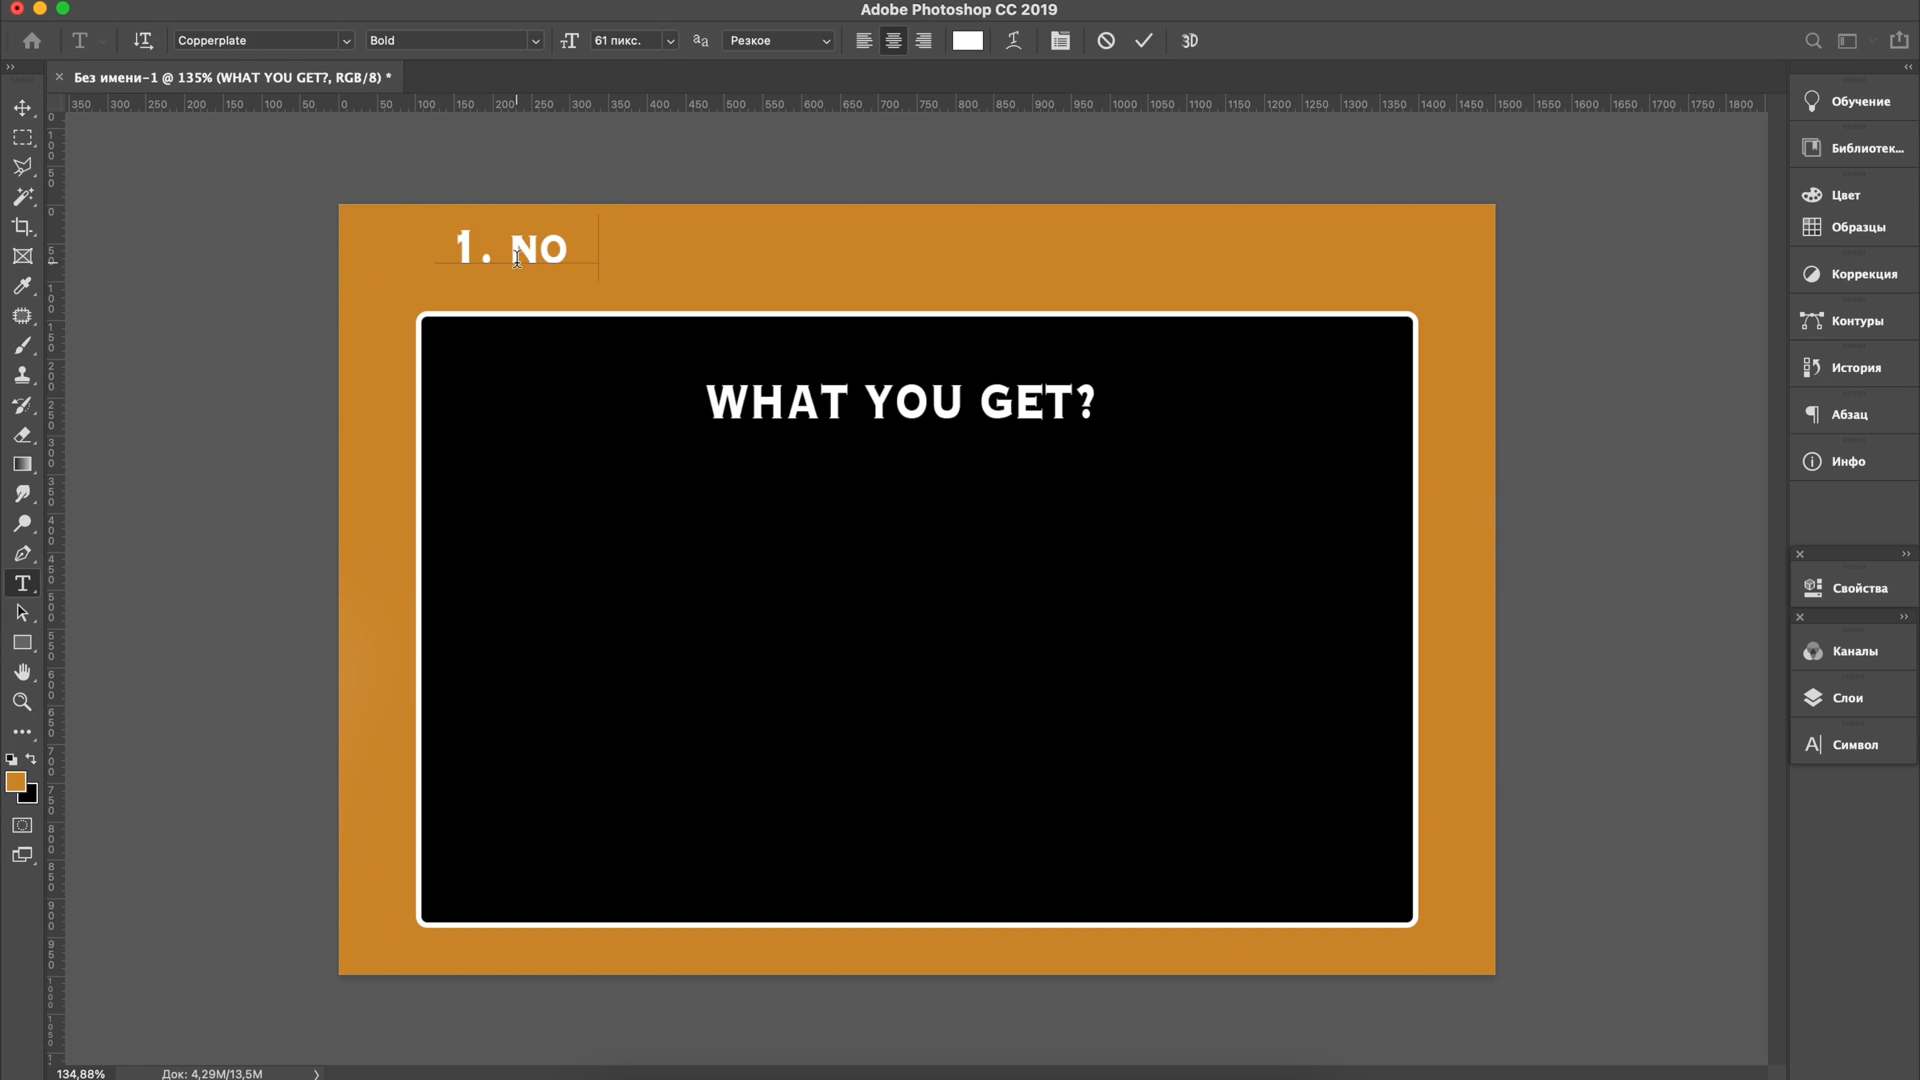 Adobe Photoshop CC 2019
Copperplate
Bold
61 пикс.
Резкое
3D
Без имени-1 @ 135% (WHAT YOU GET?, RGB/8) *
350 300 250 200 150 100 50 0 50 100 150 200 250 300 350 400 450 500 550 600 650 700 750 800 850 900 950 1000 1050 1100 1150 1200 1250 1300 1350 1400 1450 1500 1550 1600 1650 1700 1750 1800
1. NO
WHAT YOU GET?
Обучение
Библиотек...
Цвет
Образцы
Коррекция
Контуры
История
Абзац
Инфо
Свойства
Каналы
Слои
Символ
134,88%
Док: 4,29M/13,5M